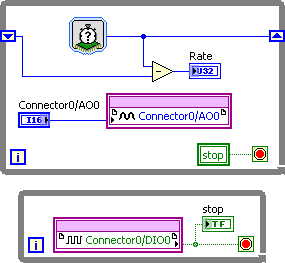 ?
Rate
−
U32
Connector0/AO0
I16
Connector0/AO0
stop
i
stop
TF
Connector0/DIO0
i